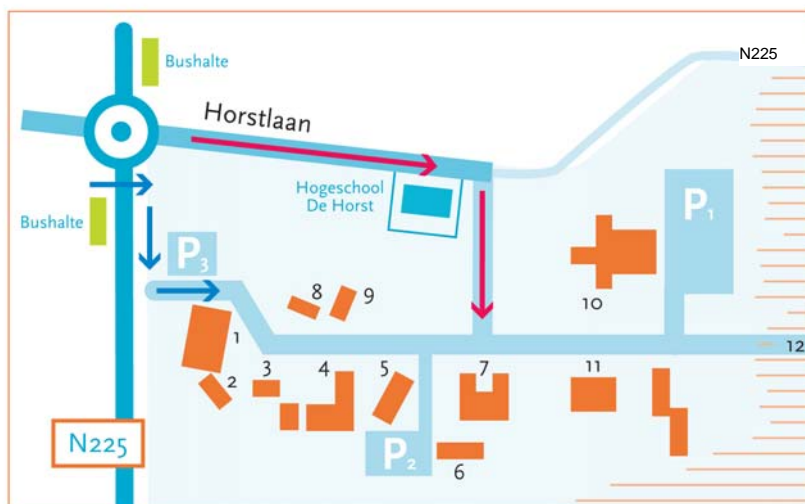 Bushalte
N225
Horstlaan
Hogeschool
De Horst
Bushalte
P1
P3
8
9
10
1
12
2
3
4
5
7
11
N225
P2
6